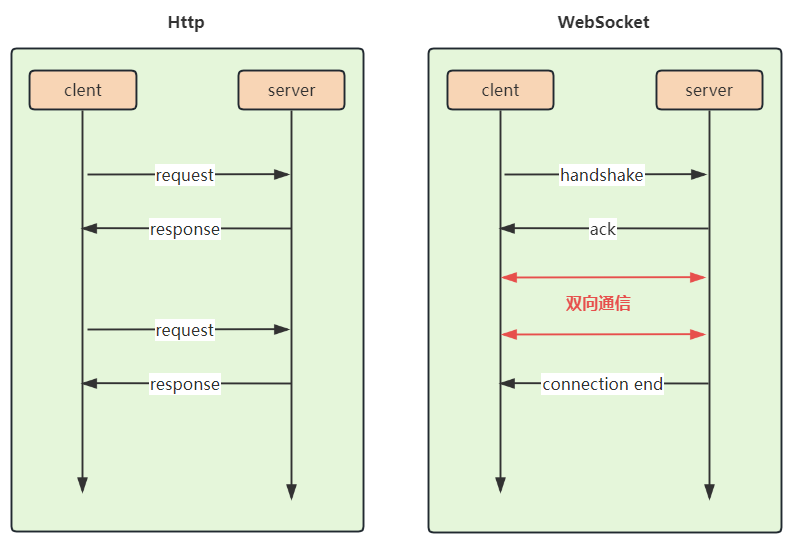 Http
clent
server
request
response
request
response
WebSocket
clent
server
handshake
ack
双向通信
connection end